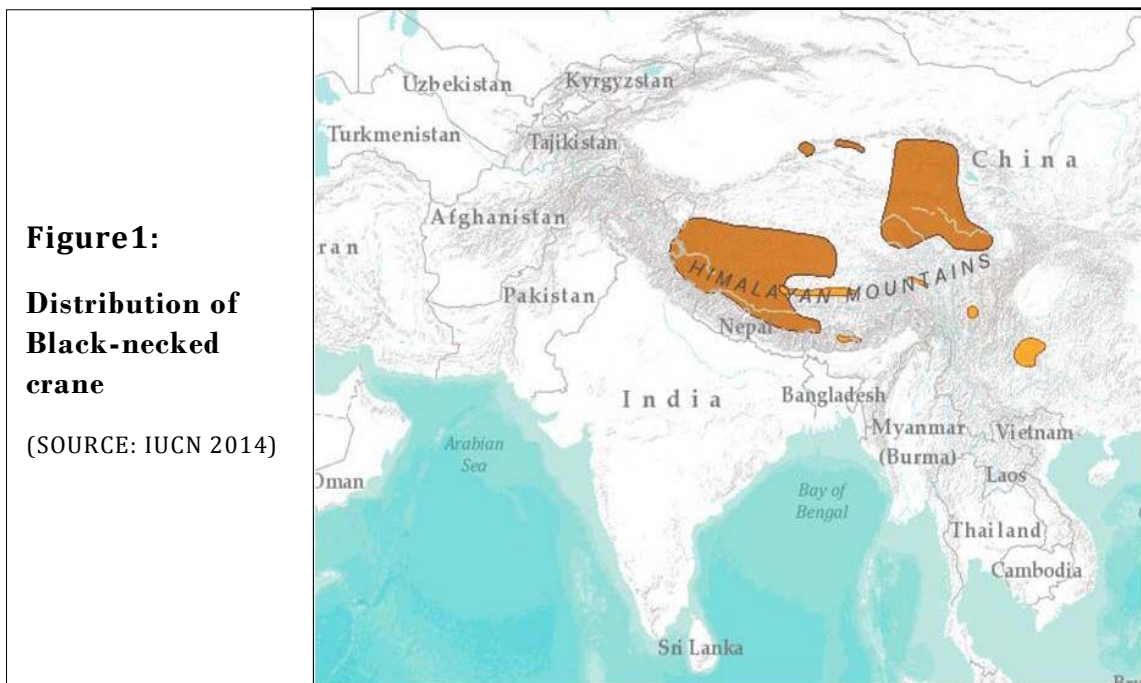 Figure1:
Distribution of
Black-necked
crane
(SOURCE: IUCN 2014)
Uzbekistan
Kyrgyzstan
Turkmenistan
Tajikistan
China
Afghanistan
ran
HIMALAYAN MOUNTAINS
Pakistan
Nepal
India
Bangladesh
Arabian
Sea
Myanmar
(Burma)
Vietnam
Laos
Oman
Bay of
Bengal
Thailand
Cambodia
Sri Lanka